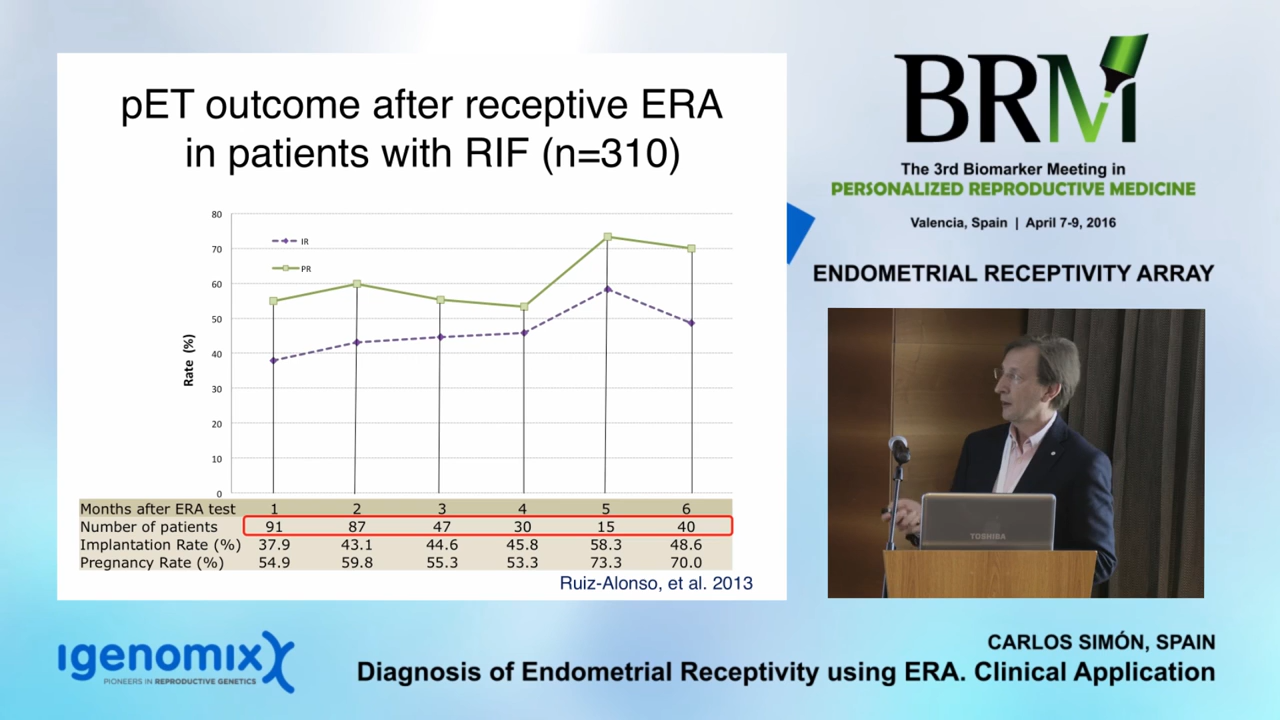 pET outcome after receptive ERA
in patients with RIF (n=310)
80
70
60
50
40
30
20
10
0
Rate (%)
IR
PR
Months after ERA test 1 2 3 4 5 6
Number of patients 91 87 47 30 15 40
Implantation Rate (%) 37.9 43.1 44.6 45.8 58.3 48.6
Pregnancy Rate (%) 54.9 59.8 55.3 53.3 73.3 70.0
Ruiz-Alonso, et al. 2013
BRM
The 3rd Biomarker Meeting in
PERSONALIZED REPRODUCTIVE MEDICINE
Valencia, Spain | April 7-9, 2016
ENDOMETRIAL RECEPTIVITY ARRAY
TOSHIBA
igenomix
PIONEERS IN REPRODUCTIVE GENETICS
CARLOS SIMÓN, SPAIN
Diagnosis of Endometrial Receptivity using ERA. Clinical Application